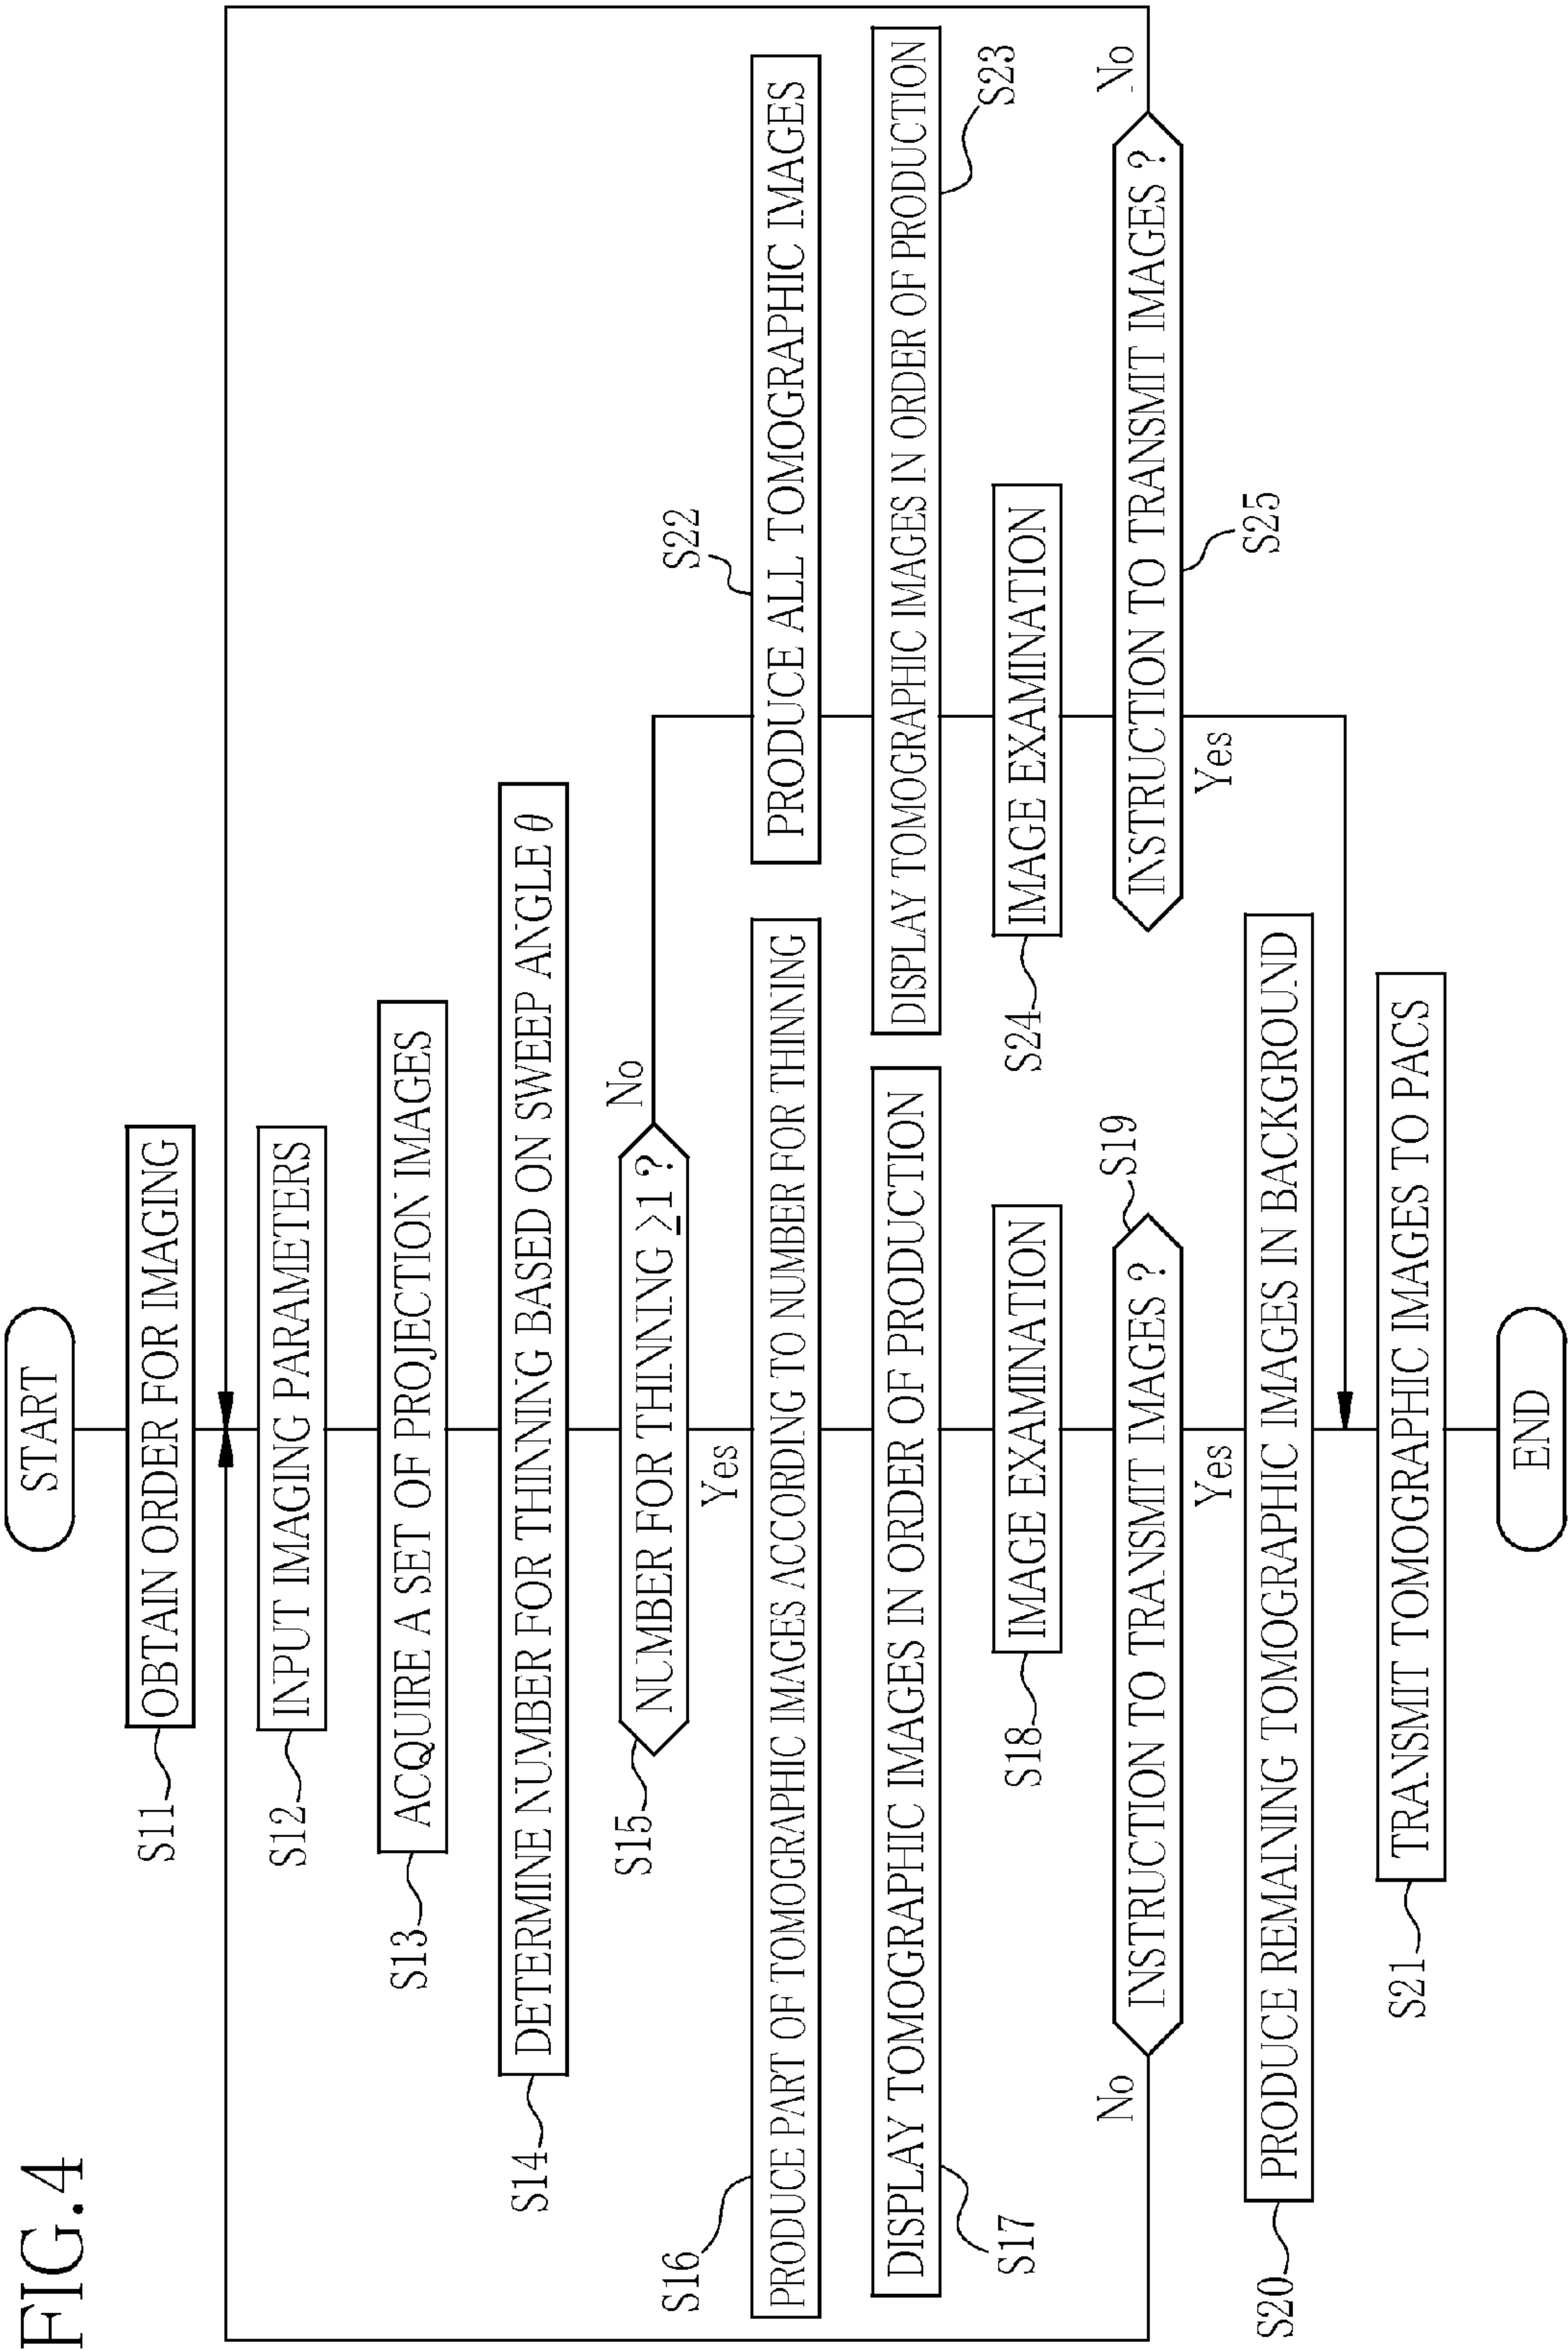 FIG.4
START
S11
OBTAIN ORDER FOR IMAGING
S12
INPUT IMAGING PARAMETERS
S13
ACQUIRE A SET OF PROJECTION IMAGES
S14
DETERMINE NUMBER FOR THINNING BASED ON SWEEP ANGLE θ
S15
NUMBER FOR THINNING ≥1 ?
No
Yes
S16
PRODUCE PART OF TOMOGRAPHIC IMAGES ACCORDING TO NUMBER FOR THINNING
S22
PRODUCE ALL TOMOGRAPHIC IMAGES
DISPLAY TOMOGRAPHIC IMAGES IN ORDER OF PRODUCTION
S17
DISPLAY TOMOGRAPHIC IMAGES IN ORDER OF PRODUCTION
S23
S18
IMAGE EXAMINATION
S24
IMAGE EXAMINATION
No
INSTRUCTION TO TRANSMIT IMAGES ?
S19
Yes
INSTRUCTION TO TRANSMIT IMAGES ?
No
S25
Yes
S20
PRODUCE REMAINING TOMOGRAPHIC IMAGES IN BACKGROUND
S21
TRANSMIT TOMOGRAPHIC IMAGES TO PACS
END